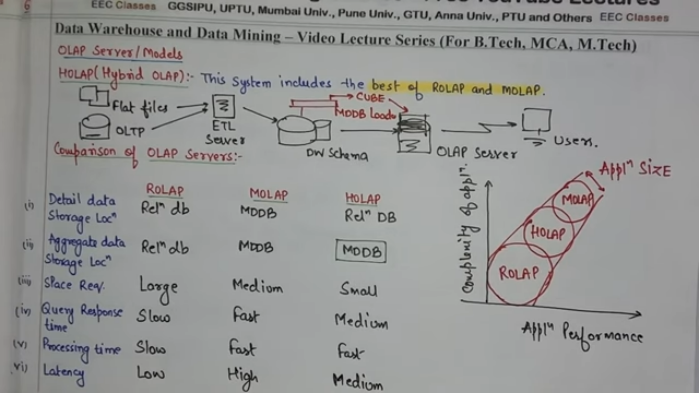 YouTube Lectures
EEC Classes GGSIPU, UPTU, Mumbai Univ., Pune Univ., GTU, Anna Univ., PTU and Others EEC Classes
Data Warehouse and Data Mining – Video Lecture Series (For B.Tech, MCA, M.Tech)
OLAP Server/Models
HOLAP(Hybrid OLAP):- This system includes the best of ROLAP and MOLAP.
Flat files
OLTP
ETL Server
CUBE
MDDB Load
DW Schema
OLAP Server
Users.
Comparison of OLAP Servers:-
ROLAP MOLAP HOLAP
(i) Detail data Storage Locⁿ Relⁿ db MDDB Relⁿ DB
(ii) Aggregate data Storage Locⁿ Relⁿ db MDDB MDDB
(iii) Space Req. Large Medium Small
(iv) Query Response time Slow Fast Medium
(v) Processing time Slow Fast Fast
vi) Latency Low High Medium
Complexity of applⁿ.
Applⁿ SIZE
MOLAP
HOLAP
ROLAP
Applⁿ Performance